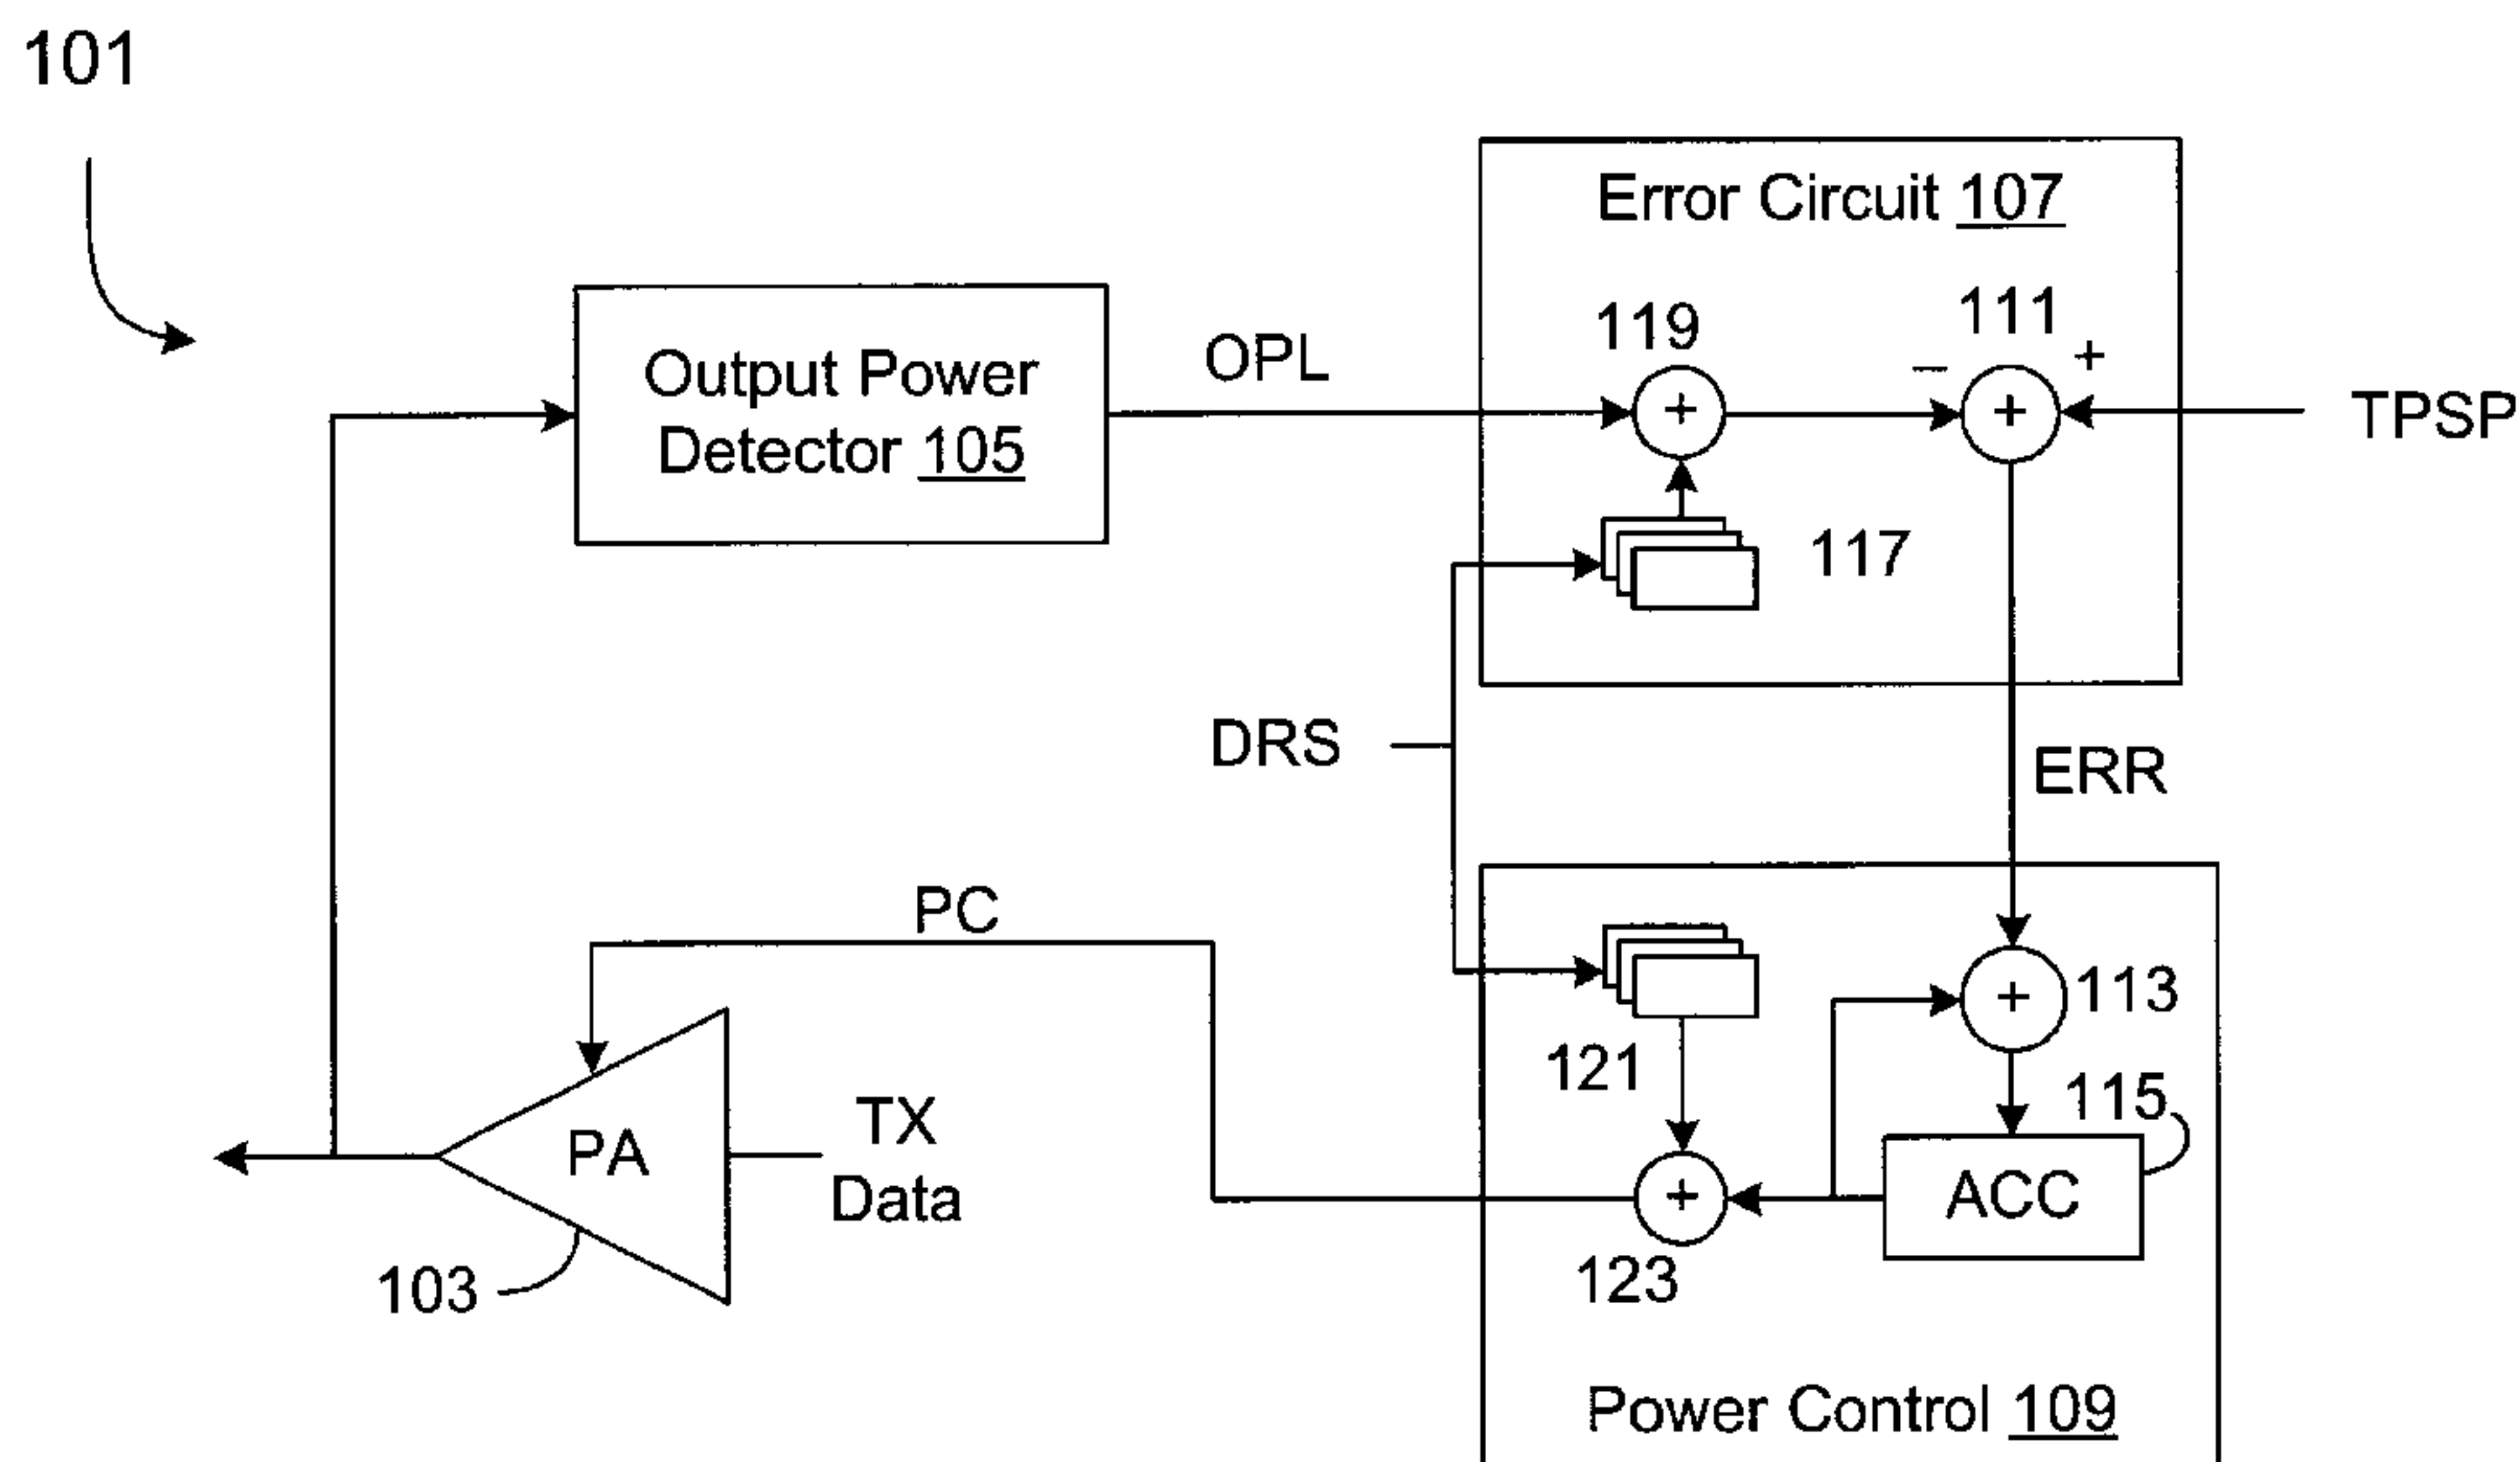 101
Error Circuit 107
119
111
+
−
Output Power
Detector 105
OPL
+
+
TPSP
117
DRS
ERR
PC
113
+
121
115
TX
Data
PA
+
ACC
103
123
Power Control 109